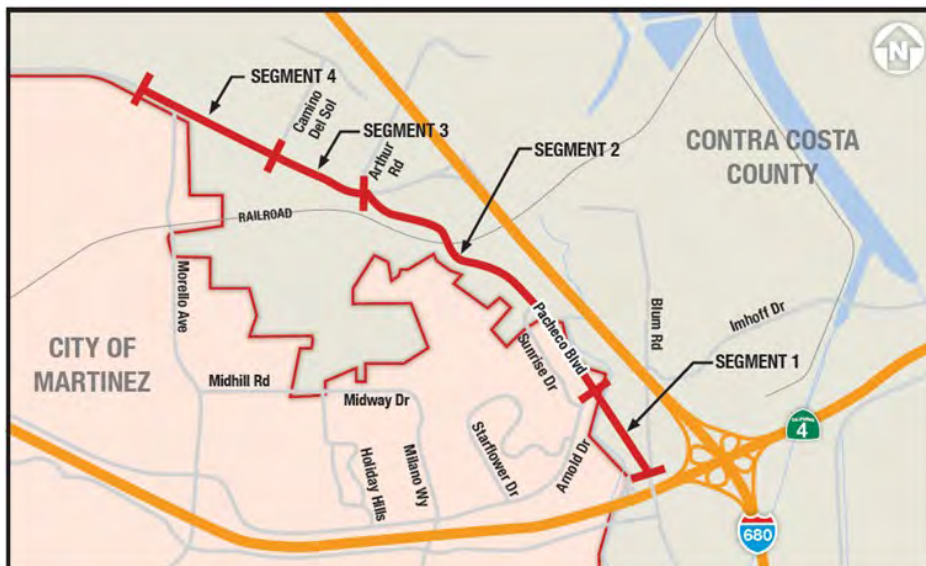 N
SEGMENT 4
Camino
Del Sol
SEGMENT 3
Arthur
Rd
SEGMENT 2
CONTRA COSTA
COUNTY
RAILROAD
Morello Ave
Pacheco Blvd
Sunrise Dr
Blum Rd
Imhoff Dr
CITY OF
MARTINEZ
SEGMENT 1
Midhill Rd
Midway Dr
Starflower Dr
Arnold Dr
Holiday Hills
Milano Wy
CALIFORNIA
4
680